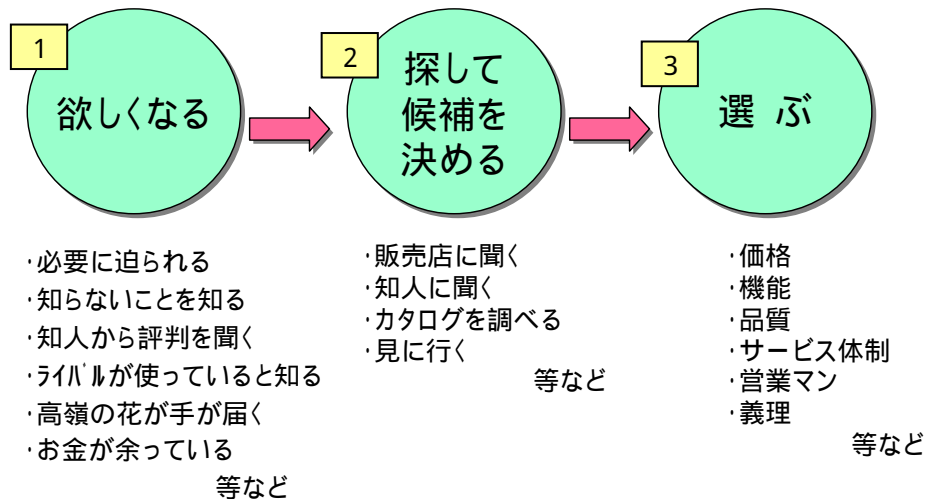 1
欲しくなる
2
探して
候補を
決める
3
選 ぶ
·必要に迫られる
·知らないことを知る
·知人から評判を聞く
·ﾗｲﾊﾞﾙが使っていると知る
·高嶺の花が手が届く
·お金が余っている
等など
·販売店に聞く
·知人に聞く
·カタログを調べる
·見に行く
等など
·価格
·機能
·品質
·サービス体制
·営業マン
·義理
等など